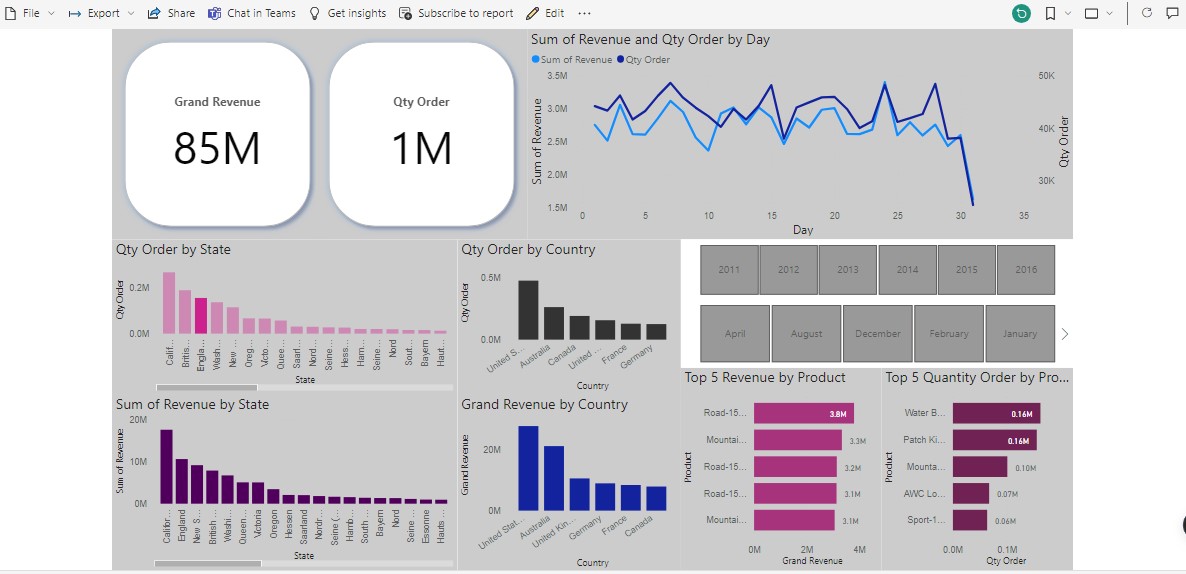 File Export Share Chat in Teams Get insights Subscribe to report Edit ...
Grand Revenue
85M
Qty Order
1M
Sum of Revenue and Qty Order by Day
Sum of Revenue Qty Order
Sum of Revenue
3.5M
3.0M
2.5M
2.0M
1.5M
50K
40K
30K
Qty Order
0 5 10 15 20 25 30 35
Day
Qty Order by State
Qty Order
0.2M
0.0M
Calif... Britis... Engla... Wash... New ... Oreg... Victo... Quee... Saarl... Nord... Seine... Hess... Ham... Seine... Nord Sout... Bayern Haut...
State
Qty Order by Country
Qty Order
0.5M
0.0M
United S... Australia Canada United ... France Germany
Country
2011 2012 2013 2014 2015 2016
April August December February January
Sum of Revenue by State
Sum of Revenue
20M
10M
0M
Califor... England New S... British ... Washi... Queen... Victoria Oregon Hessen Saarland Nordr... Seine (... Hamb... South ... Bayern Nord Seine ... Essonne Hauts ...
State
Grand Revenue by Country
Grand Revenue
20M
0M
United Stat... Australia United Kin... Germany France Canada
Country
Top 5 Revenue by Product
Product
Road-15... 3.8M
Mountai... 3.3M
Road-15... 3.2M
Road-15... 3.1M
Mountai... 3.1M
0M 2M 4M
Grand Revenue
Top 5 Quantity Order by Pro...
Product
Water B... 0.16M
Patch Ki... 0.16M
Mounta... 0.10M
AWC Lo... 0.07M
Sport-1... 0.06M
0.0M 0.1M
Qty Order